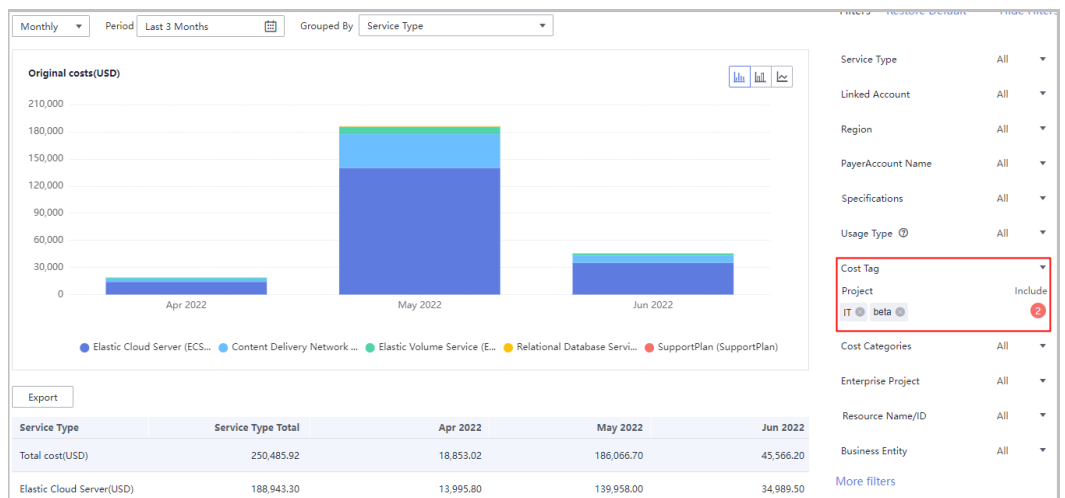 Filters Restore Default Hide Filters
Monthly Period Last 3 Months Grouped By Service Type
Original costs(USD)
210,000
180,000
150,000
120,000
90,000
60,000
30,000
0
Apr 2022 May 2022 Jun 2022
Elastic Cloud Server (ECS... Content Delivery Network ... Elastic Volume Service (E... Relational Database Servi... SupportPlan (SupportPlan)
Export
Service Type Service Type Total Apr 2022 May 2022 Jun 2022
Total cost(USD) 250,485.92 18,853.02 186,066.70 45,566.20
Elastic Cloud Server(USD) 188,943.30 13,995.80 139,958.00 34,989.50
Service Type All
Linked Account All
Region All
PayerAccount Name All
Specifications All
Usage Type All
Cost Tag
Project Include
IT beta 2
Cost Categories All
Enterprise Project All
Resource Name/ID All
Business Entity All
More filters